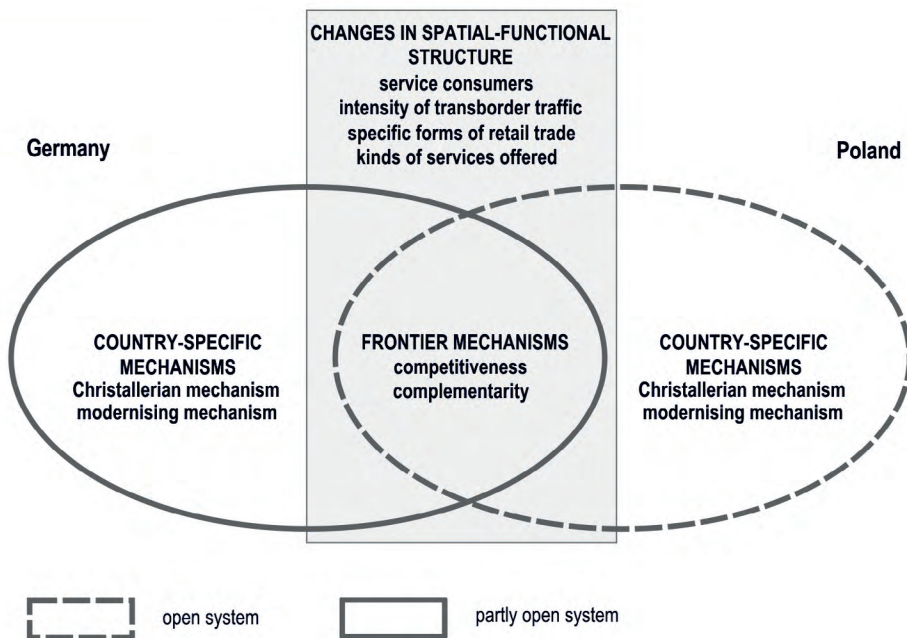 CHANGES IN SPATIAL-FUNCTIONAL
STRUCTURE
service consumers
intensity of transborder traffic
specific forms of retail trade
kinds of services offered
Germany
Poland
COUNTRY-SPECIFIC
MECHANISMS
Christallerian mechanism
modernising mechanism
FRONTIER MECHANISMS
competitiveness
complementarity
COUNTRY-SPECIFIC
MECHANISMS
Christallerian mechanism
modernising mechanism
open system
partly open system